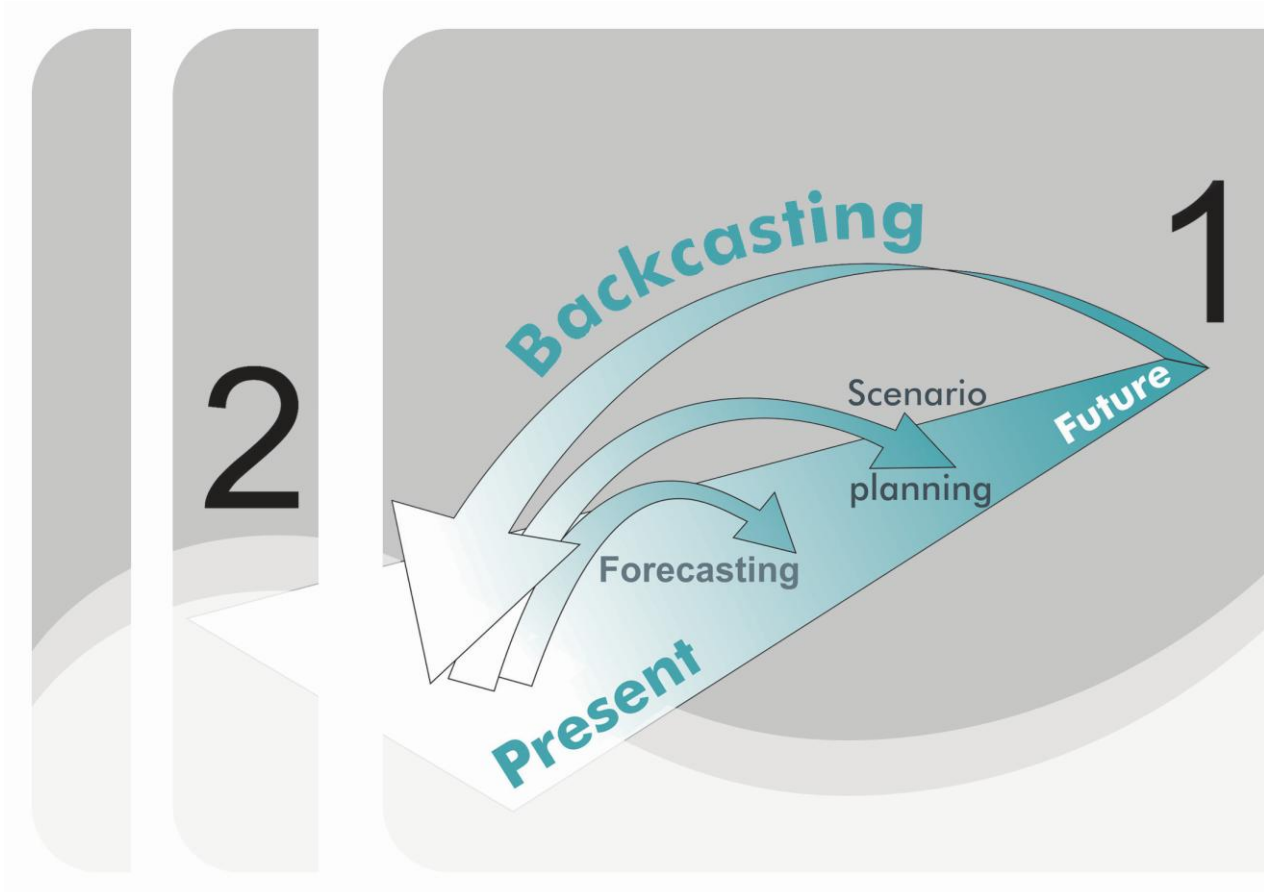 Backcasting
1
2
Scenario
planning
Future
Forecasting
Present